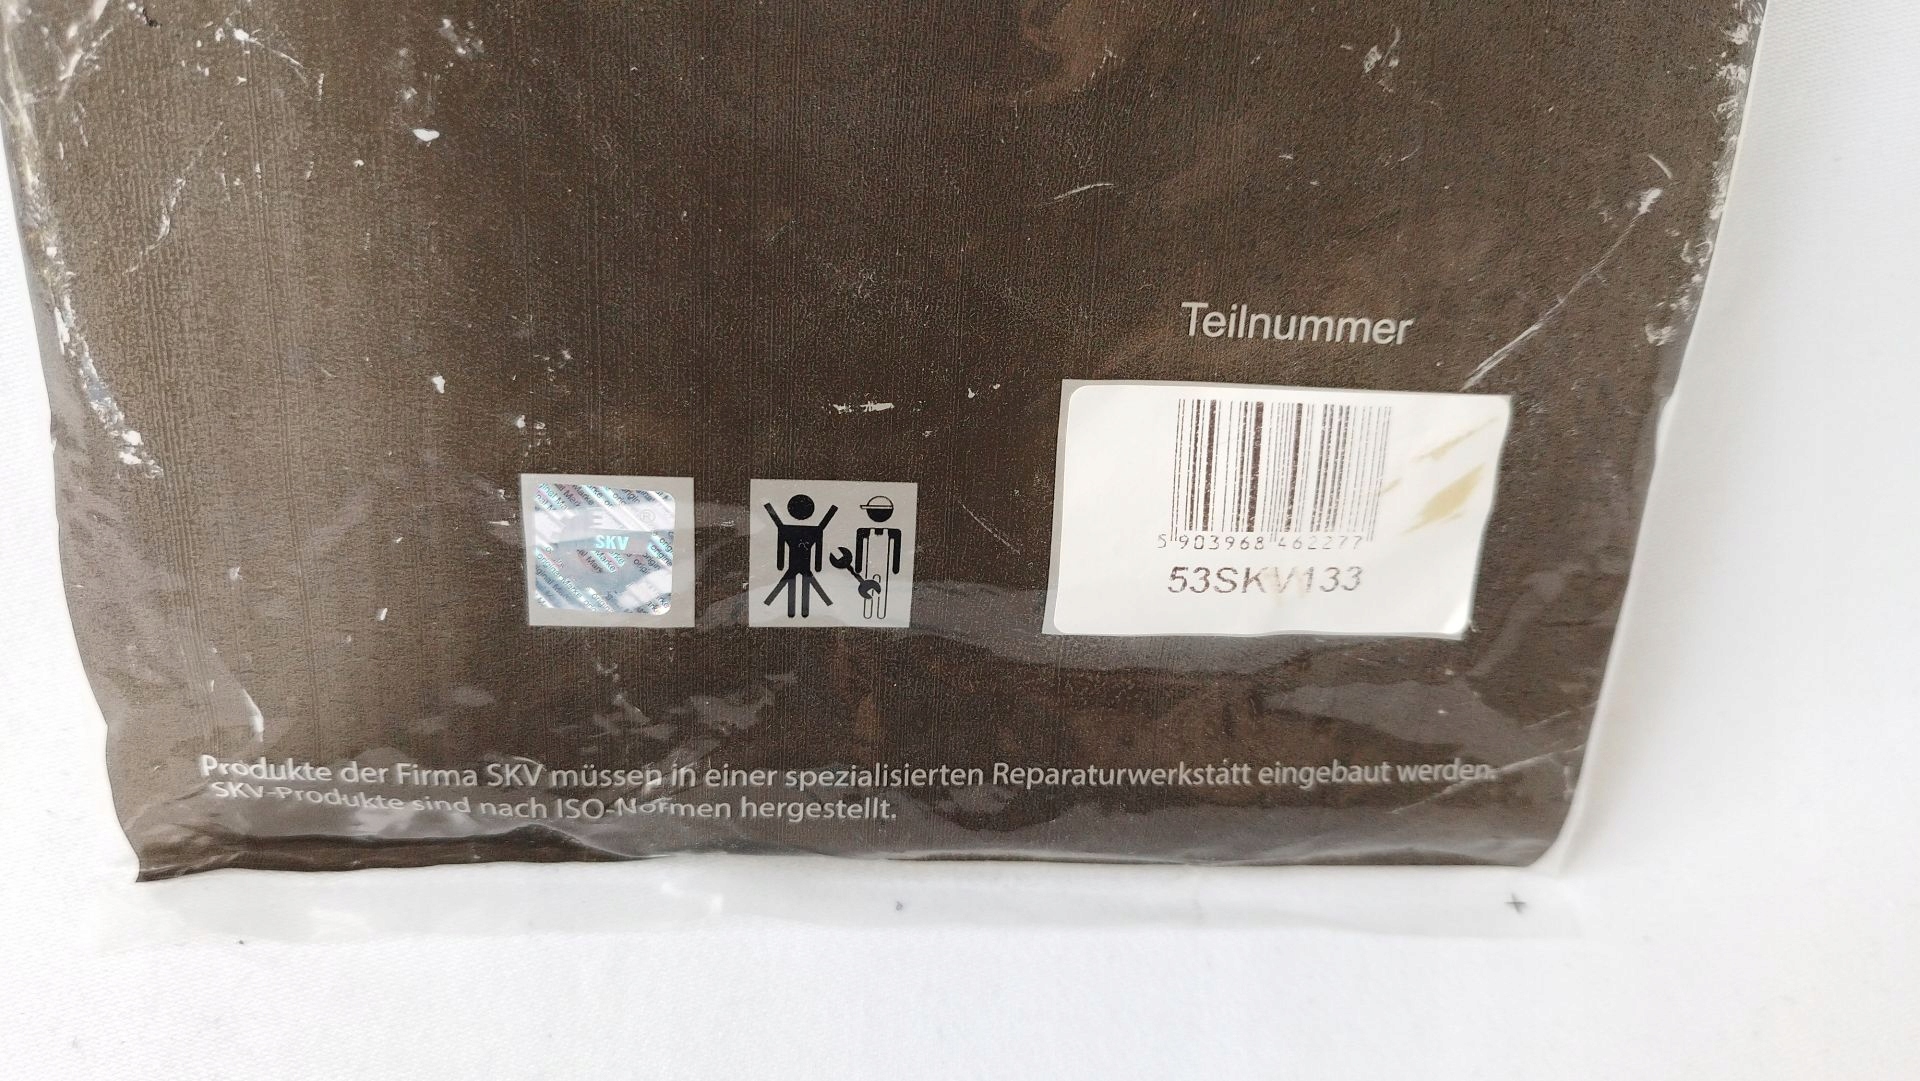 Teilnummer
5 903968 462277
53SKV133
SKV
®
Produkte der Firma SKV müssen in einer spezialisierten Reparaturwerkstatt eingebaut werden.
SKV-Produkte sind nach ISO-Normen hergestellt.